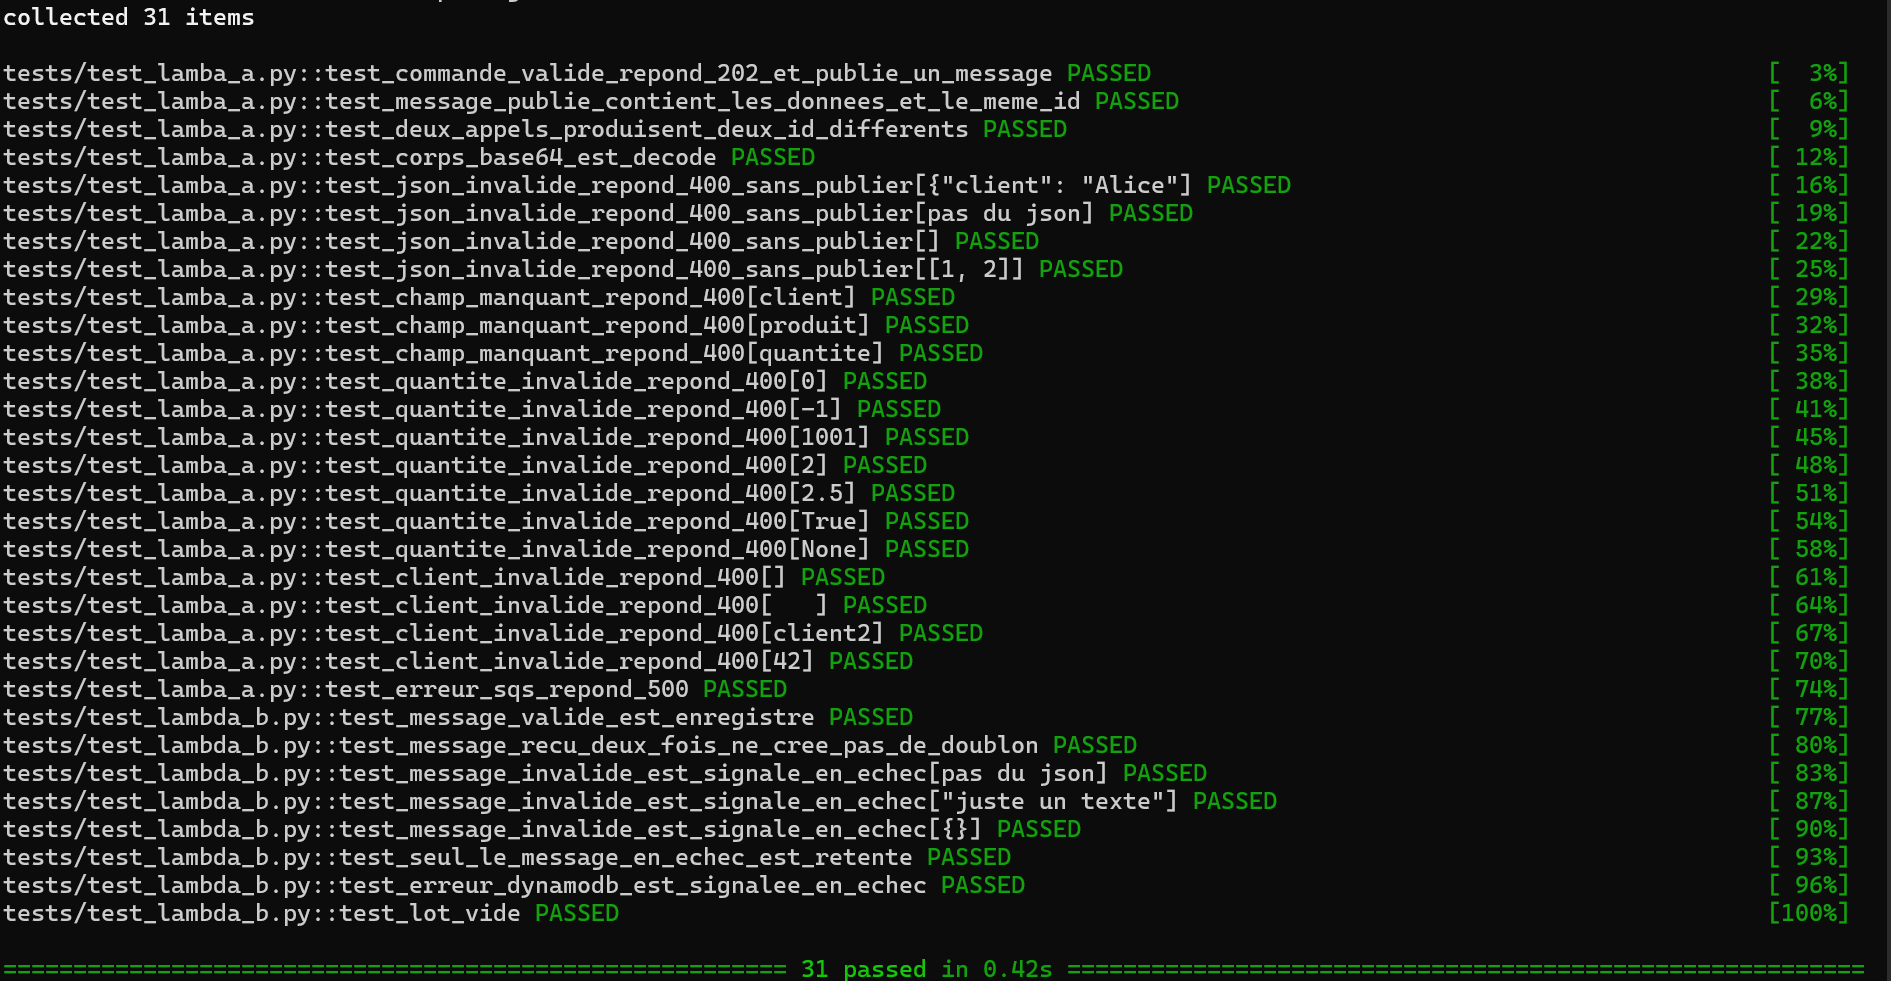 collected 31 items
tests/test_lamba_a.py::test_commande_valide_repond_202_et_publie_un_message PASSED [  3%]
tests/test_lamba_a.py::test_message_publie_contient_les_donnees_et_le_meme_id PASSED [  6%]
tests/test_lamba_a.py::test_deux_appels_produisent_deux_id_differents PASSED [  9%]
tests/test_lamba_a.py::test_corps_base64_est_decode PASSED [ 12%]
tests/test_lamba_a.py::test_json_invalide_repond_400_sans_publier[{"client": "Alice"] PASSED [ 16%]
tests/test_lamba_a.py::test_json_invalide_repond_400_sans_publier[pas du json] PASSED [ 19%]
tests/test_lamba_a.py::test_json_invalide_repond_400_sans_publier[] PASSED [ 22%]
tests/test_lamba_a.py::test_json_invalide_repond_400_sans_publier[[1, 2]] PASSED [ 25%]
tests/test_lamba_a.py::test_champ_manquant_repond_400[client] PASSED [ 29%]
tests/test_lamba_a.py::test_champ_manquant_repond_400[produit] PASSED [ 32%]
tests/test_lamba_a.py::test_champ_manquant_repond_400[quantite] PASSED [ 35%]
tests/test_lamba_a.py::test_quantite_invalide_repond_400[0] PASSED [ 38%]
tests/test_lamba_a.py::test_quantite_invalide_repond_400[-1] PASSED [ 41%]
tests/test_lamba_a.py::test_quantite_invalide_repond_400[1001] PASSED [ 45%]
tests/test_lamba_a.py::test_quantite_invalide_repond_400[2] PASSED [ 48%]
tests/test_lamba_a.py::test_quantite_invalide_repond_400[2.5] PASSED [ 51%]
tests/test_lamba_a.py::test_quantite_invalide_repond_400[True] PASSED [ 54%]
tests/test_lamba_a.py::test_quantite_invalide_repond_400[None] PASSED [ 58%]
tests/test_lamba_a.py::test_client_invalide_repond_400[] PASSED [ 61%]
tests/test_lamba_a.py::test_client_invalide_repond_400[   ] PASSED [ 64%]
tests/test_lamba_a.py::test_client_invalide_repond_400[client2] PASSED [ 67%]
tests/test_lamba_a.py::test_client_invalide_repond_400[42] PASSED [ 70%]
tests/test_lamba_a.py::test_erreur_sqs_repond_500 PASSED [ 74%]
tests/test_lambda_b.py::test_message_valide_est_enregistre PASSED [ 77%]
tests/test_lambda_b.py::test_message_recu_deux_fois_ne_cree_pas_de_doublon PASSED [ 80%]
tests/test_lambda_b.py::test_message_invalide_est_signale_en_echec[pas du json] PASSED [ 83%]
tests/test_lambda_b.py::test_message_invalide_est_signale_en_echec["juste un texte"] PASSED [ 87%]
tests/test_lambda_b.py::test_message_invalide_est_signale_en_echec[{}] PASSED [ 90%]
tests/test_lambda_b.py::test_seul_le_message_en_echec_est_retente PASSED [ 93%]
tests/test_lambda_b.py::test_erreur_dynamodb_est_signalee_en_echec PASSED [ 96%]
tests/test_lambda_b.py::test_lot_vide PASSED [100%]
======================================================== 31 passed in 0.42s =========================================================